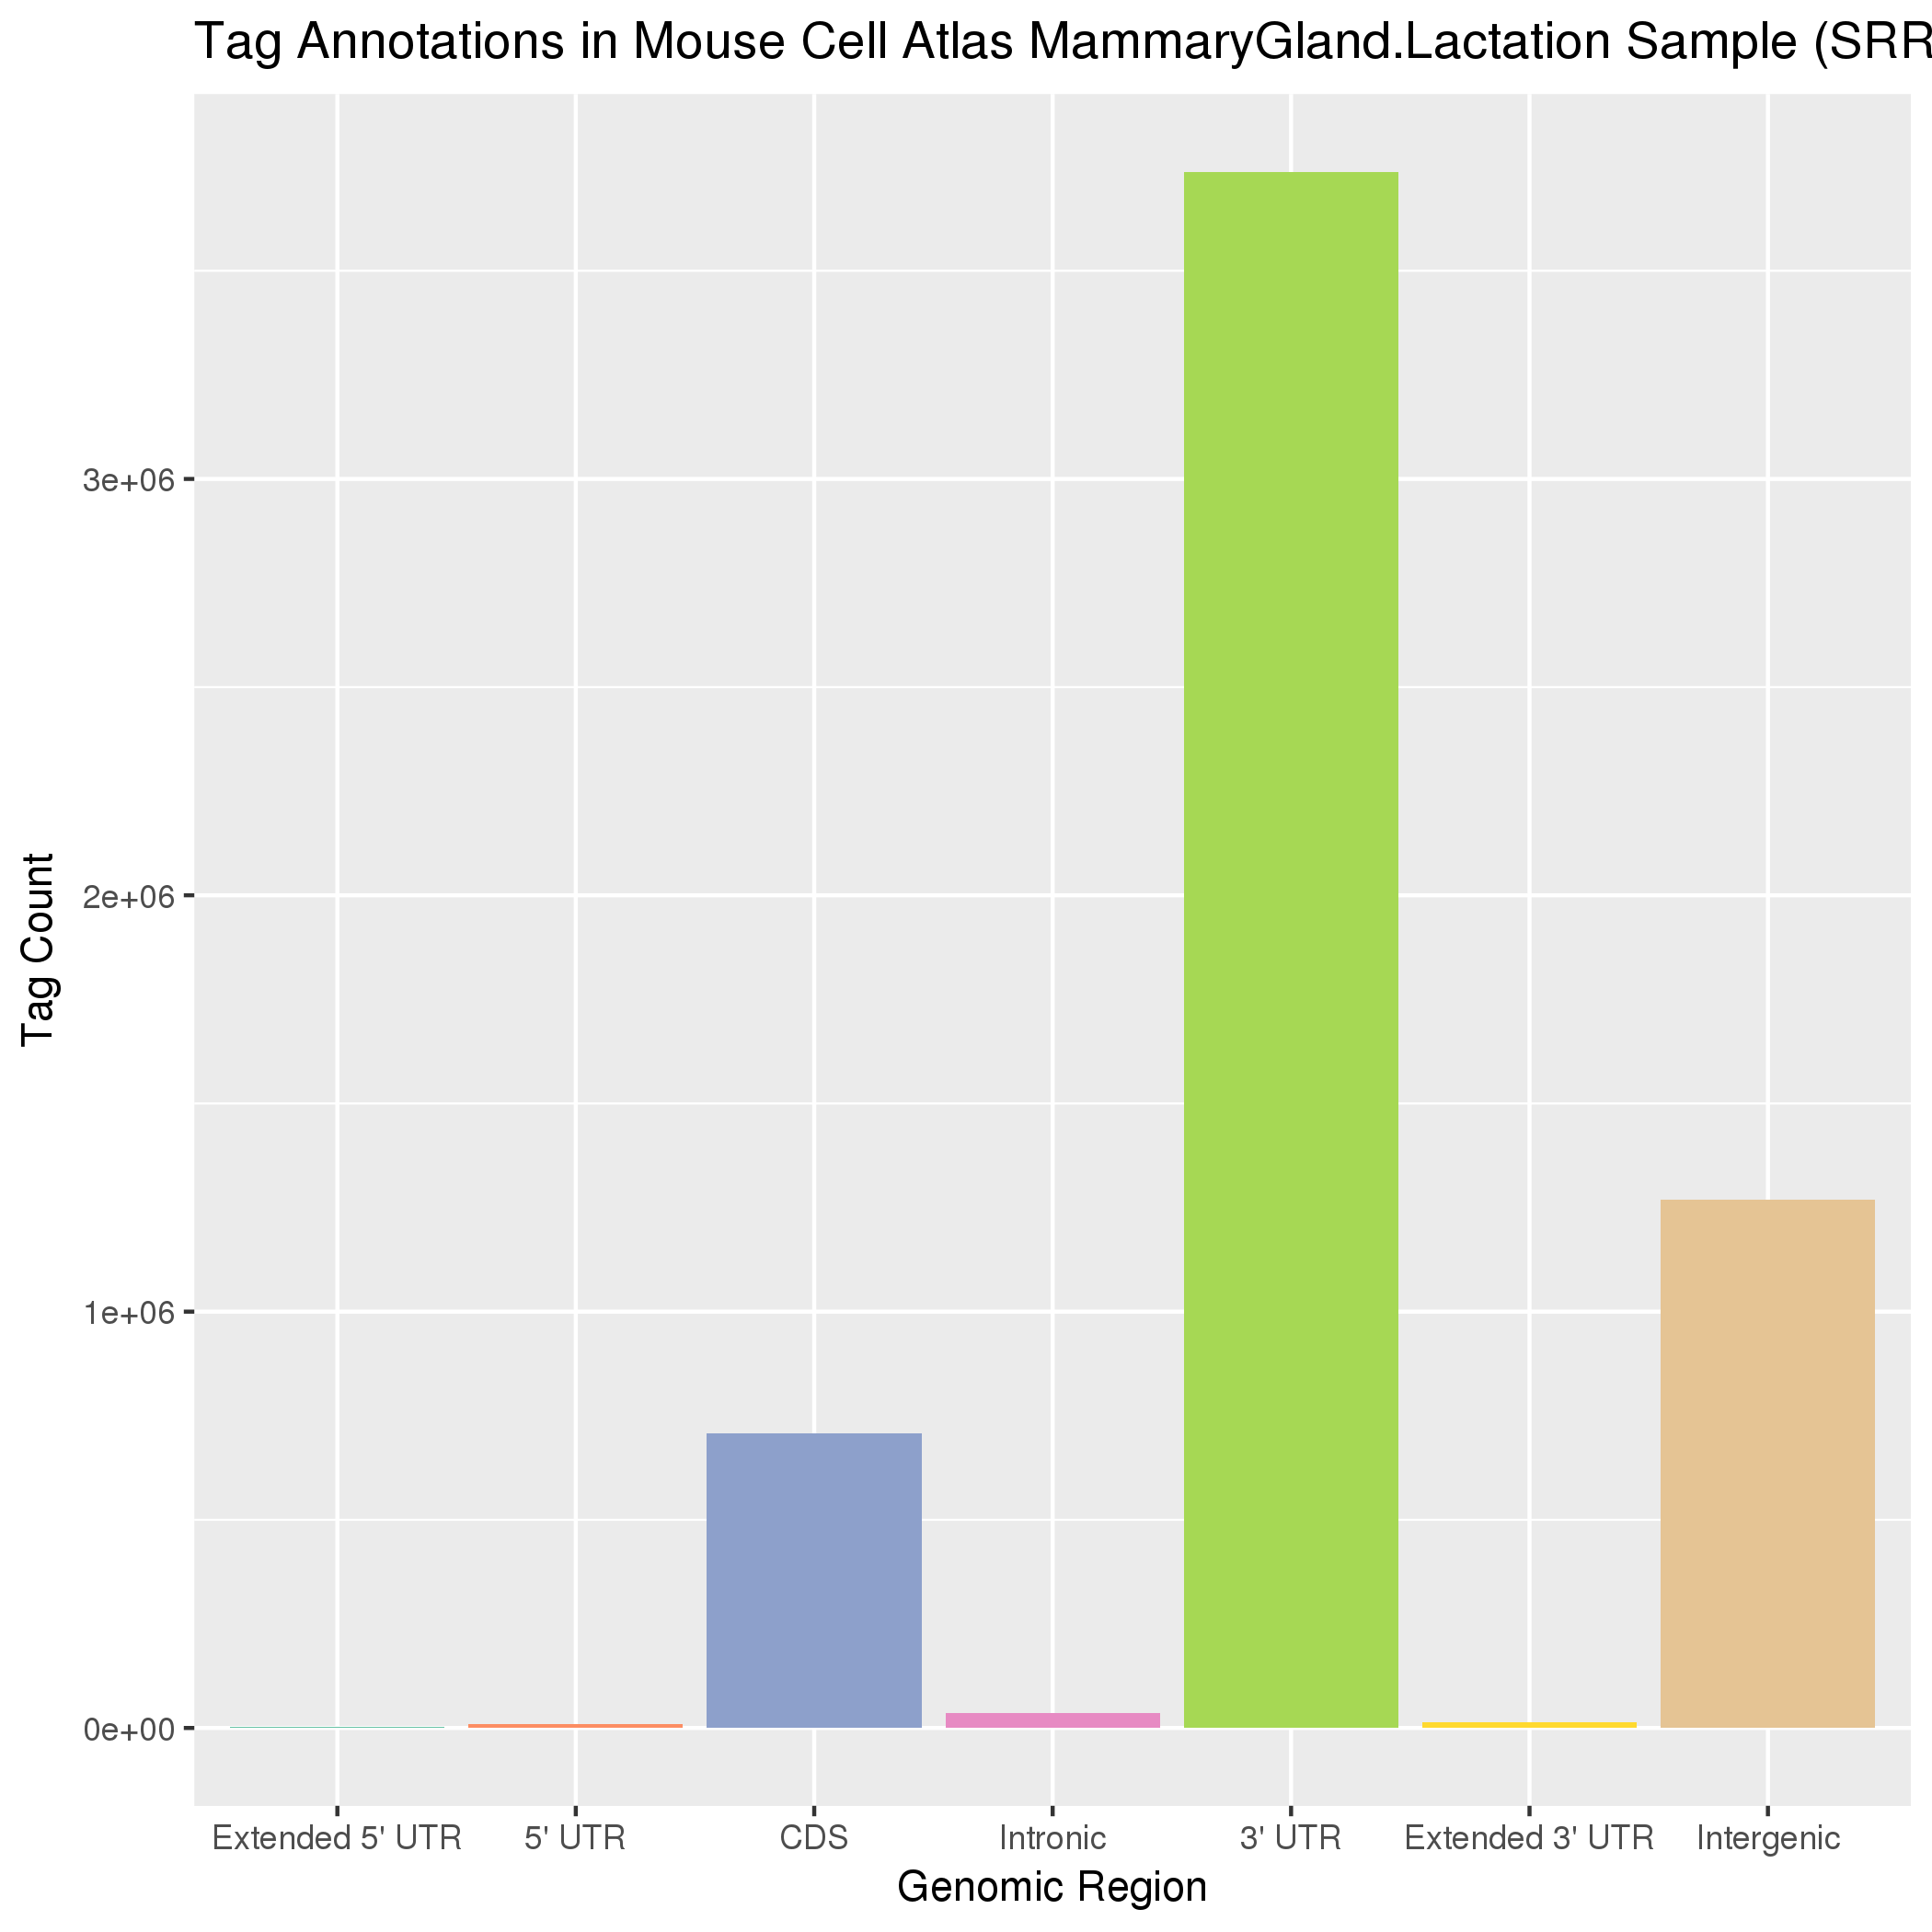 Tag Annotations in Mouse Cell Atlas MammaryGland.Lactation Sample (SRR
3e+06
2e+06
1e+06
0e+00
Tag Count
Extended 5' UTR 5' UTR CDS Intronic 3' UTR Extended 3' UTR Intergenic
Genomic Region